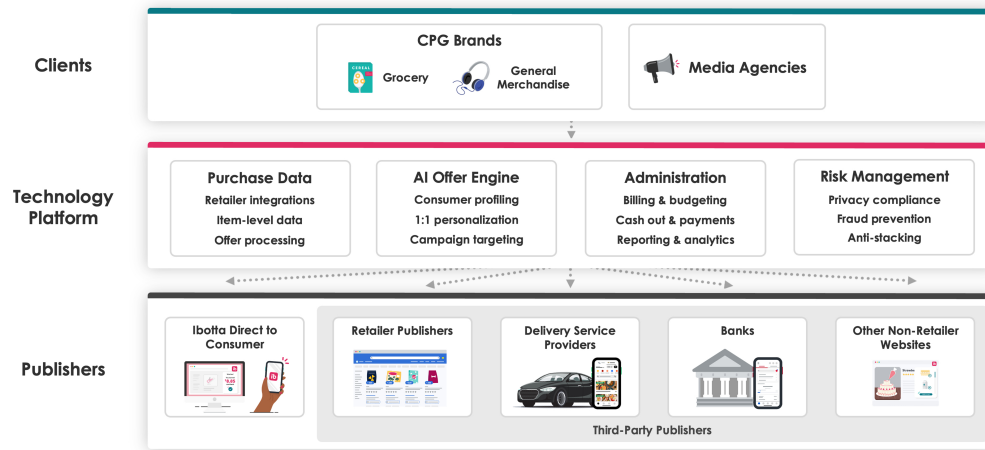 Clients
CPG Brands
CEREAL
Grocery
General
Merchandise
Media Agencies
Technology
Platform
Purchase Data
Retailer integrations
Item-level data
Offer processing
AI Offer Engine
Consumer profiling
1:1 personalization
Campaign targeting
Administration
Billing & budgeting
Cash out & payments
Reporting & analytics
Risk Management
Privacy compliance
Fraud prevention
Anti-stacking
Publishers
Ibotta Direct to
Consumer
Retailer Publishers
Delivery Service
Providers
Banks
Other Non-Retailer
Websites
Third-Party Publishers